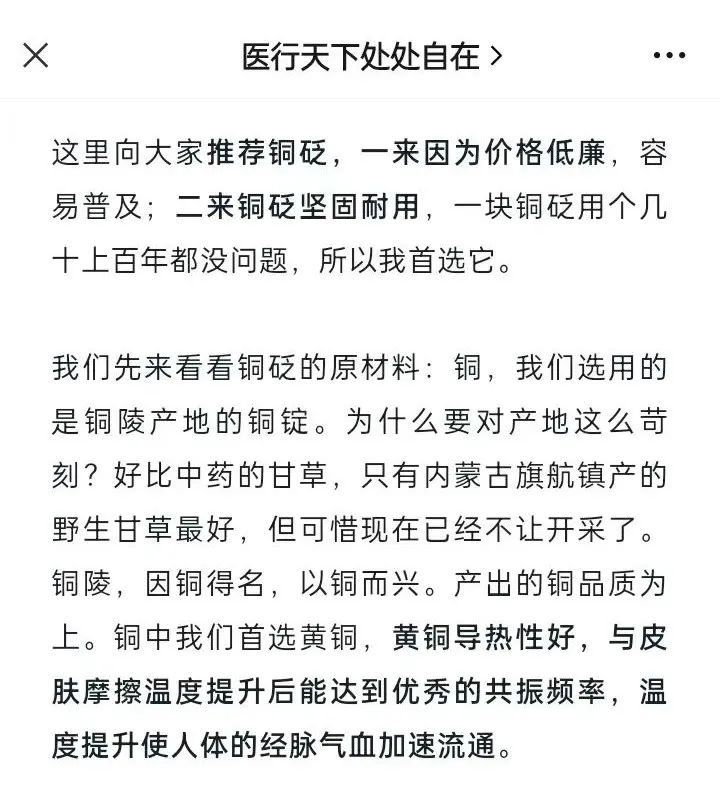 医行天下处处自在
这里向大家推荐铜砭，一来因为价格低廉，容
易普及；二来铜砭坚固耐用，一块铜砭用个几
十上百年都没问题，所以我首选它。
我们先来看看铜砭的原材料：铜，我们选用的
是铜陵产地的铜锭。为什么要对产地这么苛
刻？好比中药的甘草，只有内蒙古旗航镇产的
野生甘草最好，但可惜现在已经不让开采了。
铜陵，因铜得名，以铜而兴。产出的铜品质为
上。铜中我们首选黄铜，黄铜导热性好，与皮
肤摩擦温度提升后能达到优秀的共振频率，温
度提升使人体的经脉气血加速流通。